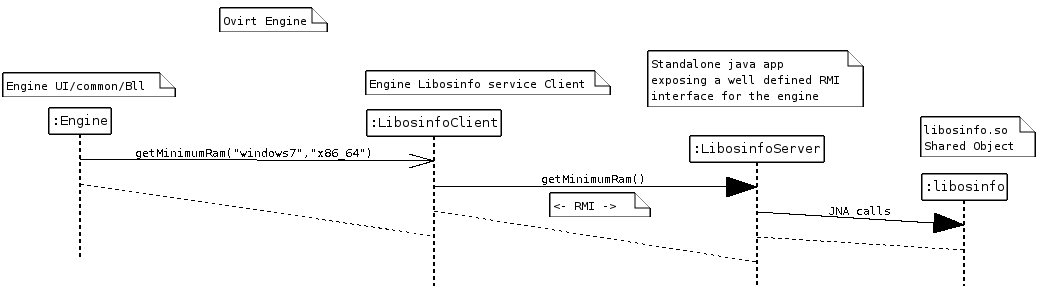 Ovirt Engine
Engine UI/common/Bll
Engine Libosinfo service Client
Standalone java app
exposing a well defined RMI
interface for the engine
libosinfo.so
Shared Object
:Engine
:LibosinfoClient
:LibosinfoServer
:libosinfo
getMinimumRam("windows7","x86_64")
getMinimumRam()
<- RMI ->
JNA calls